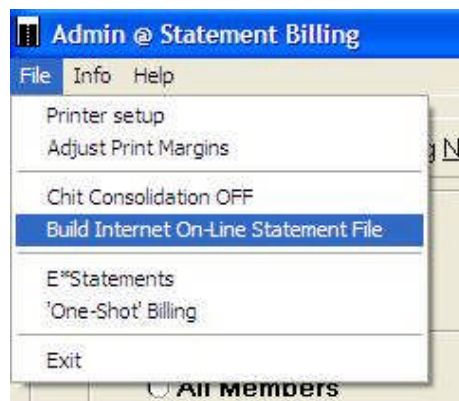 Admin @ Statement Billing
File Info Help
Printer setup
Adjust Print Margins
N
Chit Consolidation OFF
Build Internet On-Line Statement File
E*Statements
'One-Shot' Billing
Exit
All Members